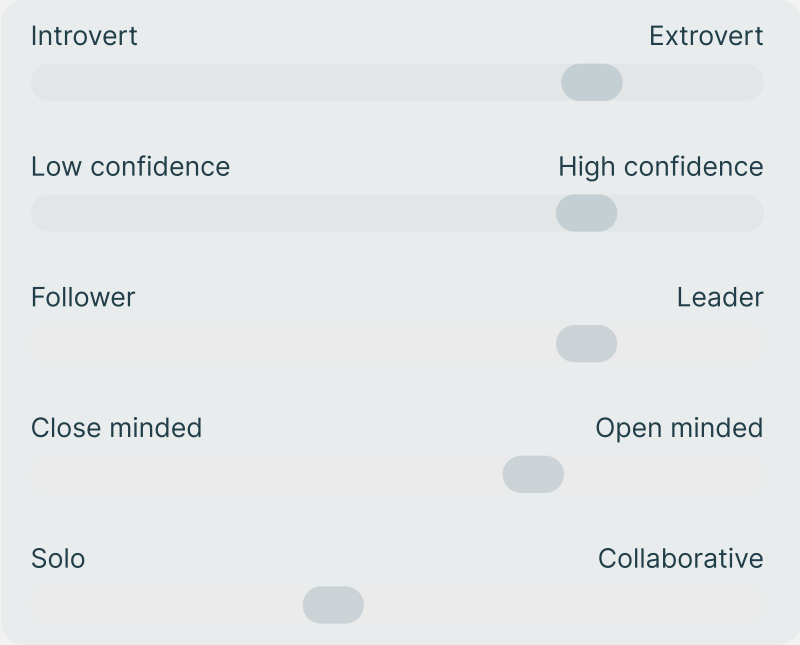 Introvert Extrovert
Low confidence High confidence
Follower Leader
Close minded Open minded
Solo Collaborative